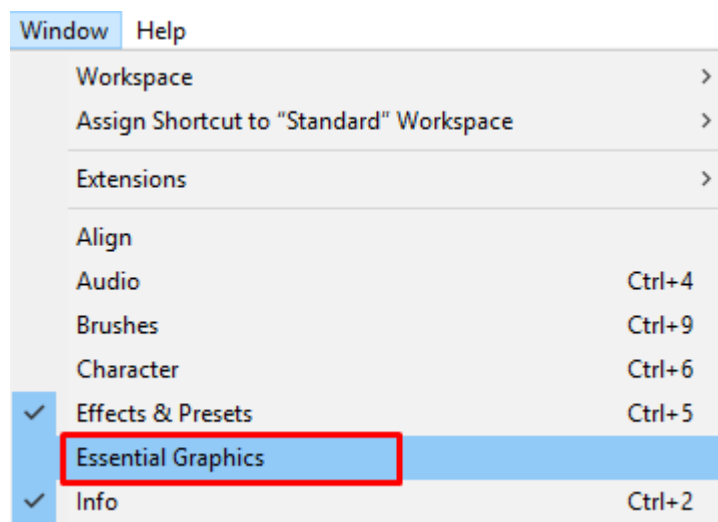 Window Help
Workspace
Assign Shortcut to “Standard” Workspace
Extensions
Align
Audio Ctrl+4
Brushes Ctrl+9
Character Ctrl+6
Effects & Presets Ctrl+5
Essential Graphics
Info Ctrl+2